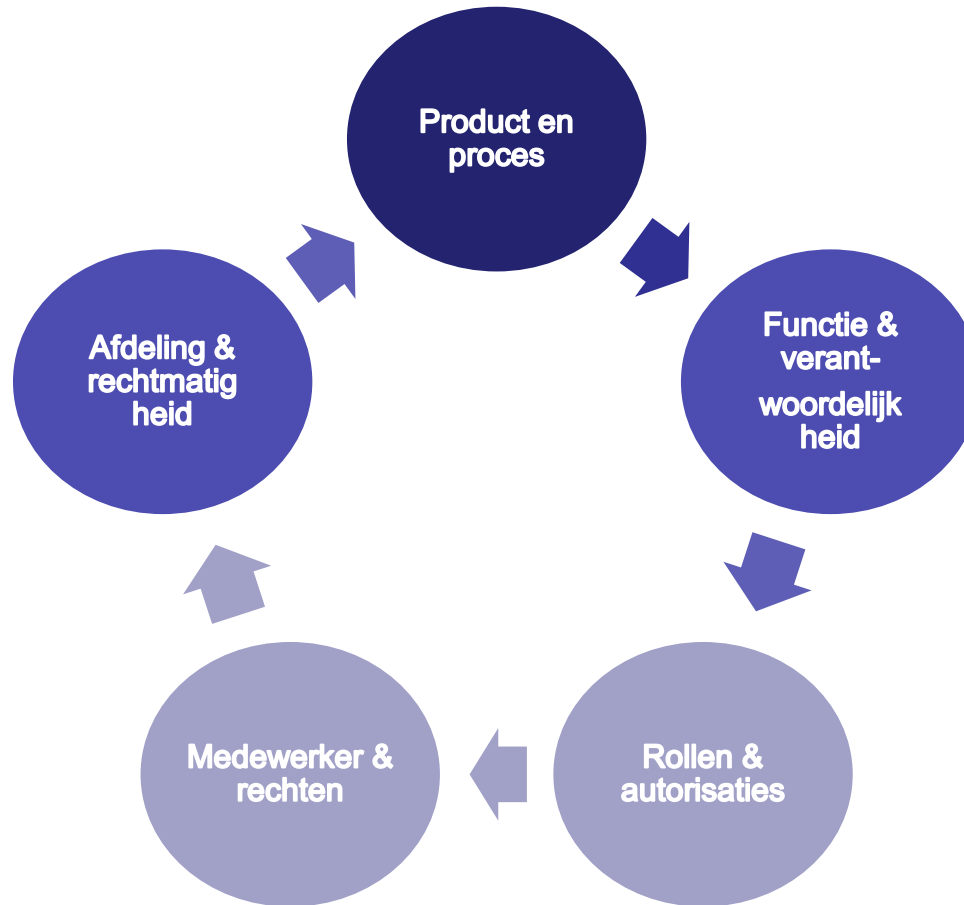 Product en
proces
Functie &
verant-
woordelijk
heid
Rollen &
autorisaties
Medewerker &
rechten
Afdeling &
rechtmatig
heid